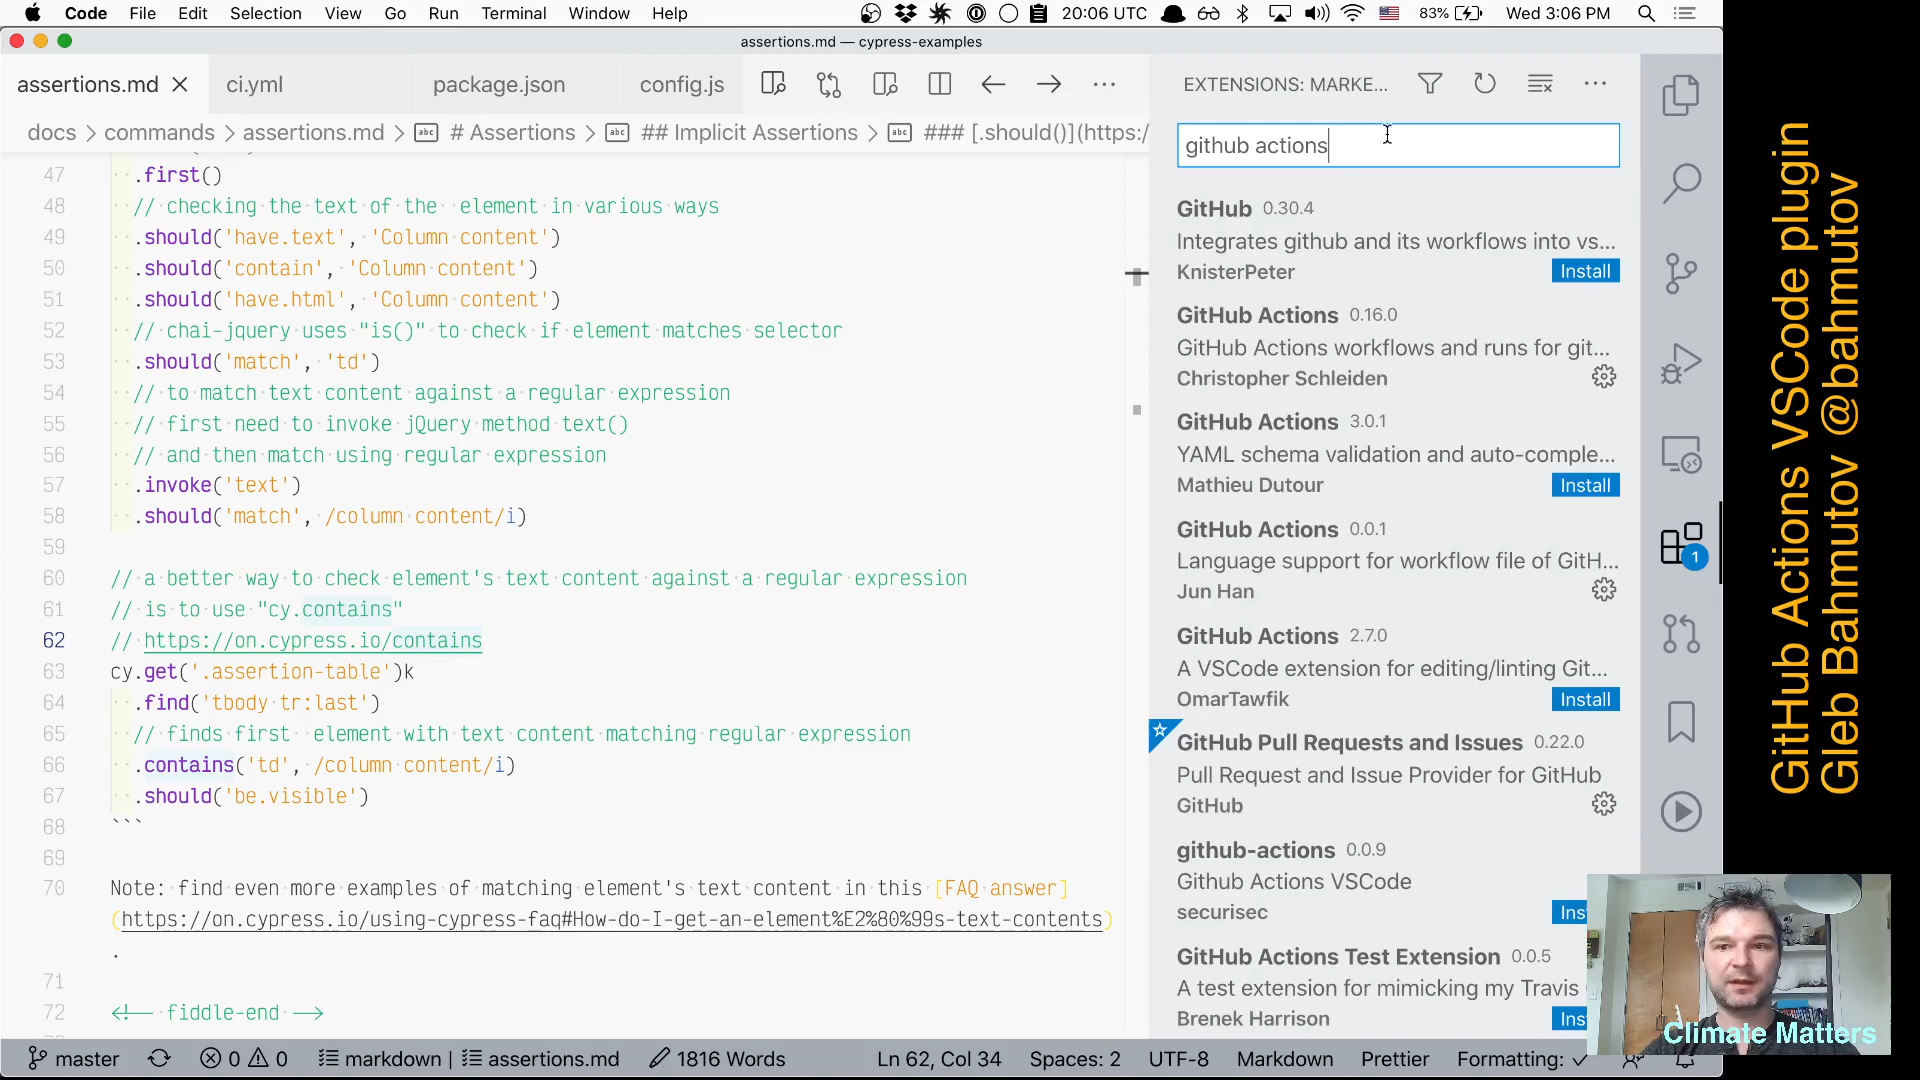 Code File Edit Selection View Go Run Terminal Window Help 20:06 UTC 83% Wed 3:06 PM
assertions.md — cypress-examples
assertions.md ci.yml package.json config.js
docs > commands > assertions.md > # Assertions > ## Implicit Assertions > ### [.should()](https:/
47 .first()
48 // checking the text of the  element in various ways
49 .should('have.text', 'Column content')
50 .should('contain', 'Column content')
51 .should('have.html', 'Column content')
52 // chai-jquery uses "is()" to check if element matches selector
53 .should('match', 'td')
54 // to match text content against a regular expression
55 // first need to invoke jQuery method text()
56 // and then match using regular expression
57 .invoke('text')
58 .should('match', /column content/i)
59
60 // a better way to check element's text content against a regular expression
61 // is to use "cy.contains"
62 // https://on.cypress.io/contains
63 cy.get('.assertion-table')k
64 .find('tbody tr:last')
65 // finds first  element with text content matching regular expression
66 .contains('td', /column content/i)
67 .should('be.visible')
68 ```
69
70 Note: find even more examples of matching element's text content in this [FAQ answer]
(https://on.cypress.io/using-cypress-faq#How-do-I-get-an-element%E2%80%99s-text-contents)
.
71
72 <!-- fiddle-end -->
EXTENSIONS: MARKE...
github actions
GitHub 0.30.4
Integrates github and its workflows into vs...
KnisterPeter Install
GitHub Actions 0.16.0
GitHub Actions workflows and runs for git...
Christopher Schleiden
GitHub Actions 3.0.1
YAML schema validation and auto-comple...
Mathieu Dutour Install
GitHub Actions 0.0.1
Language support for workflow file of GitH...
Jun Han
GitHub Actions 2.7.0
A VSCode extension for editing/linting Git...
OmarTawfik Install
GitHub Pull Requests and Issues 0.22.0
Pull Request and Issue Provider for GitHub
GitHub
github-actions 0.0.9
Github Actions VSCode
securisec Ins
GitHub Actions Test Extension 0.0.5
A test extension for mimicking my Travis
Brenek Harrison Ins
1
GitHub Actions VSCode plugin
Gleb Bahmutov @bahmutov
Climate Matters
master 0 0 markdown | assertions.md 1816 Words Ln 62, Col 34 Spaces: 2 UTF-8 Markdown Prettier Formatting: ✓